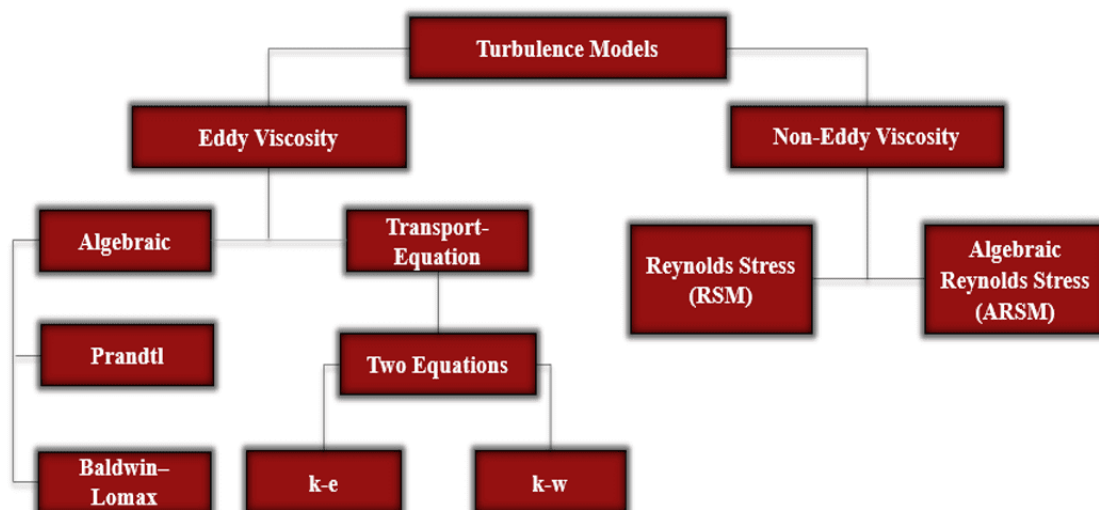 Turbulence Models
Eddy Viscosity
Non-Eddy Viscosity
Algebraic
Transport-
Equation
Reynolds Stress
(RSM)
Algebraic
Reynolds Stress
(ARSM)
Prandtl
Two Equations
Baldwin–
Lomax
k-e
k-w